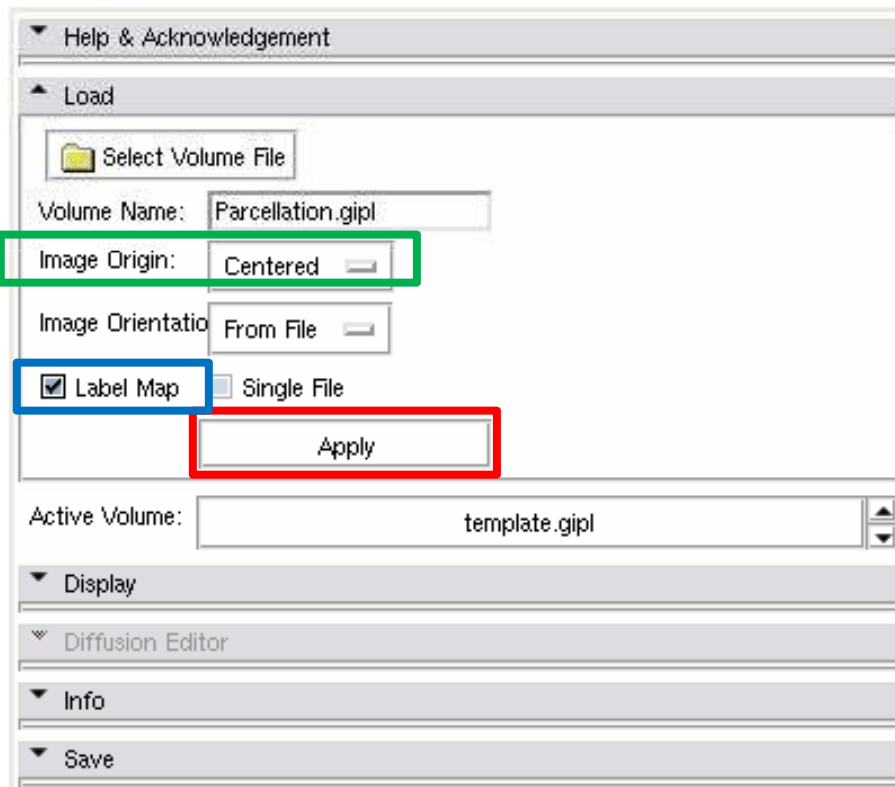 Help & Acknowledgement
Load
Select Volume File
Volume Name: Parcellation.gipl
Image Origin: Centered
Image Orientatio From File
Label Map Single File
Apply
Active Volume: template.gipl
Display
Diffusion Editor
Info
Save